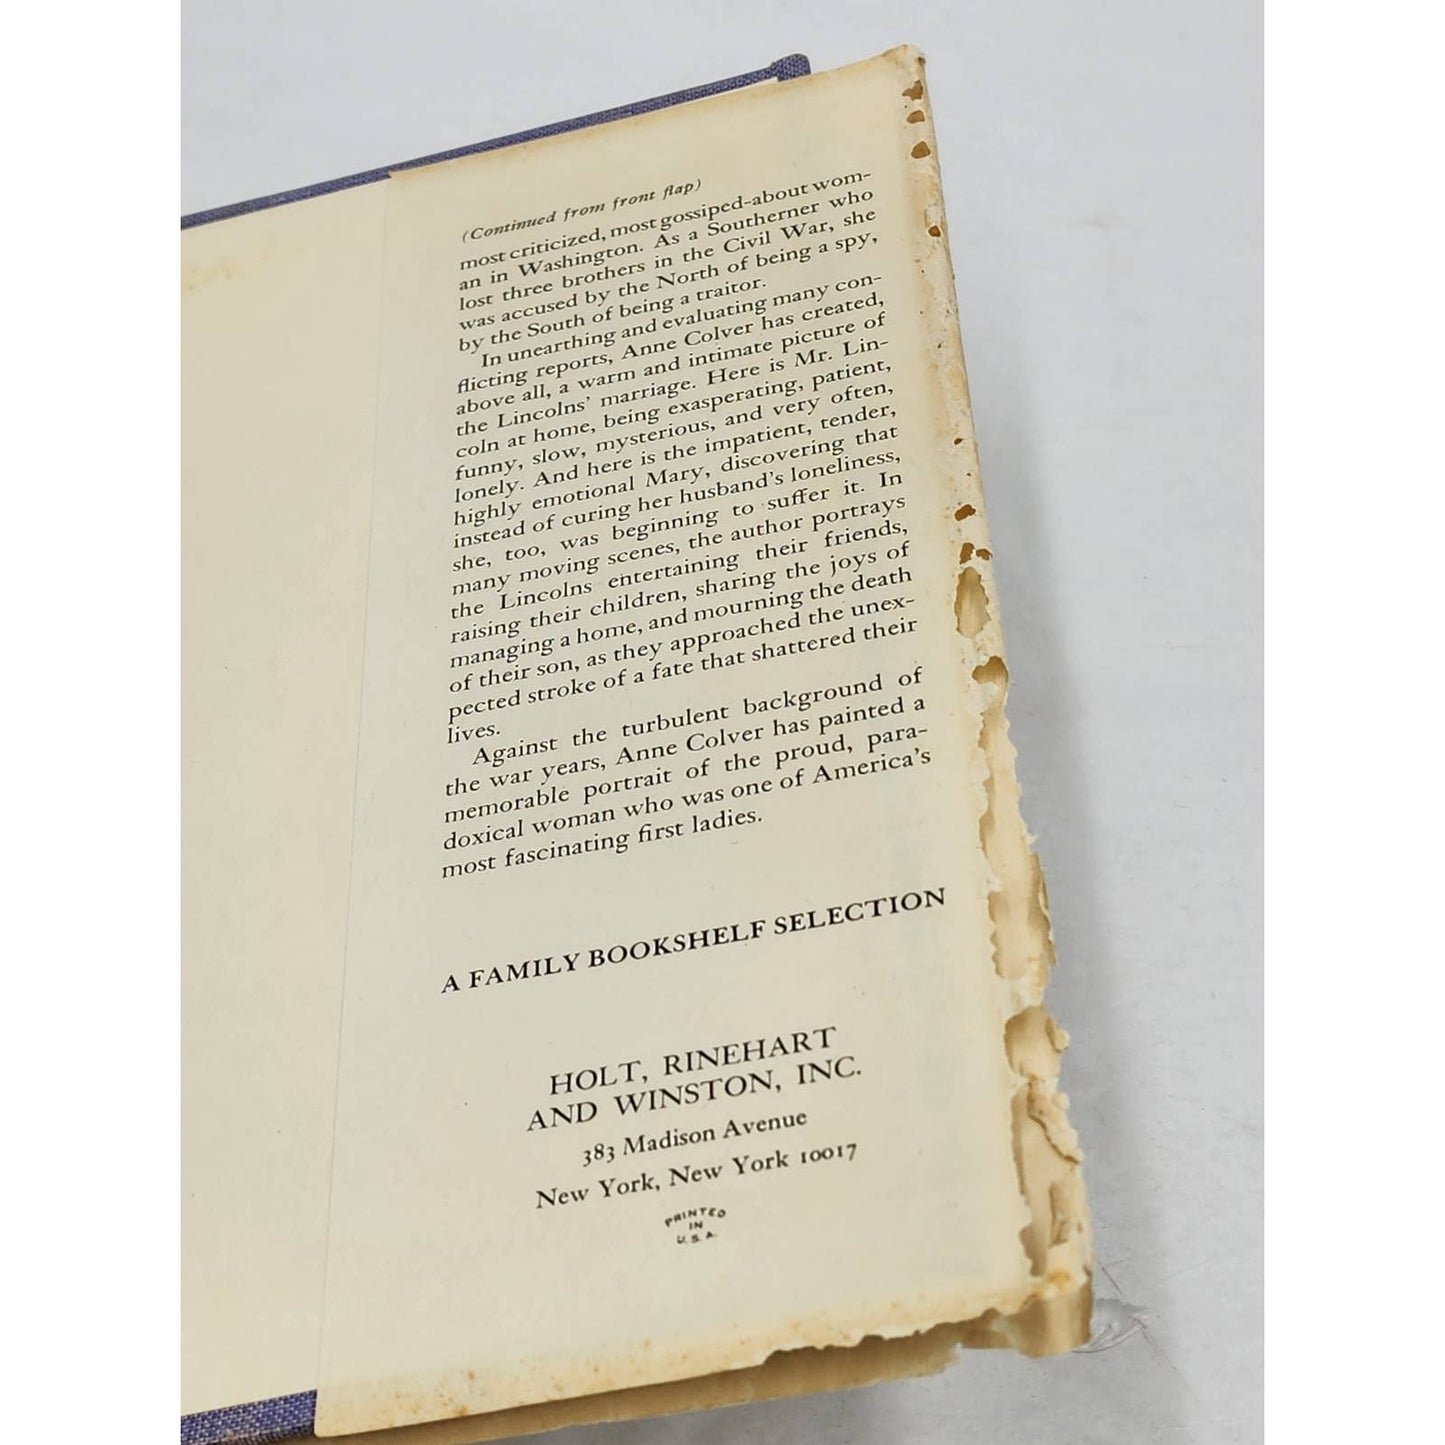 (Continued from front flap)
most criticized, most gossiped-about wom-
an in Washington. As a Southerner who
lost three brothers in the Civil War, she
was accused by the North of being a spy,
by the South of being a traitor.
In unearthing and evaluating many con-
flicting reports, Anne Colver has created,
above all, a warm and intimate picture of
the Lincolns' marriage. Here is Mr. Lin-
coln at home, being exasperating, patient,
funny, slow, mysterious, and very often,
lonely. And here is the impatient, tender,
highly emotional Mary, discovering that
instead of curing her husband's loneliness,
she, too, was beginning to suffer it. In
many moving scenes, the author portrays
the Lincolns entertaining their friends,
raising their children, sharing the joys of
managing a home, and mourning the death
of their son, as they approached the unex-
pected stroke of a fate that shattered their
lives.
Against the turbulent background of
the war years, Anne Colver has painted a
memorable portrait of the proud, para-
doxical woman who was one of America's
most fascinating first ladies.
A FAMILY BOOKSHELF SELECTION
HOLT, RINEHART
AND WINSTON, INC.
383 Madison Avenue
New York, New York 10017
PRINTED
IN
U.S.A.